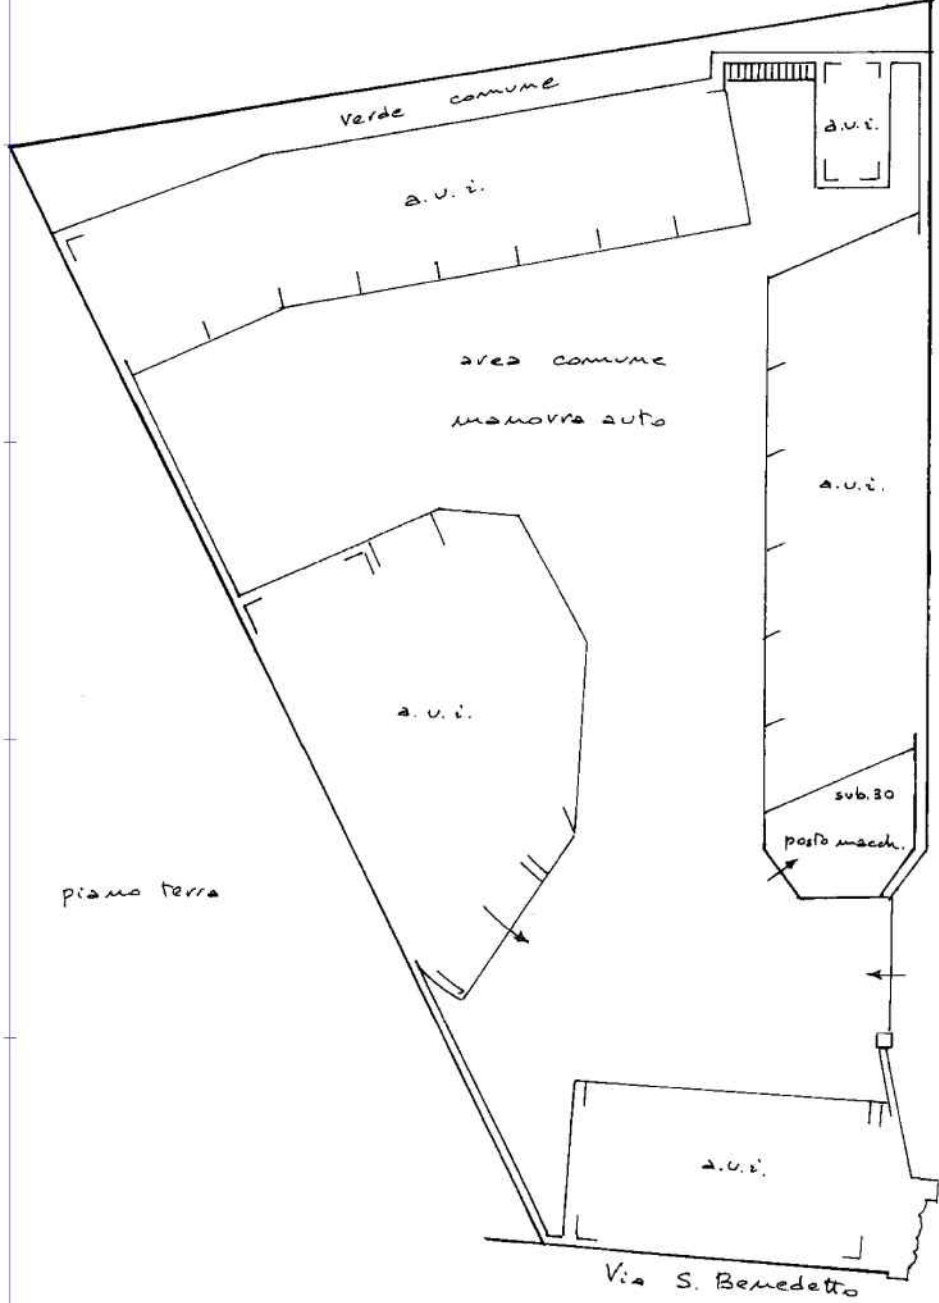 verde comune
a.u.i.
a.u.i.
area comune
manovra auto
a.u.i.
a.u.i.
sub.30
posto macch.
piano terra
a.u.i.
Via S. Benedetto